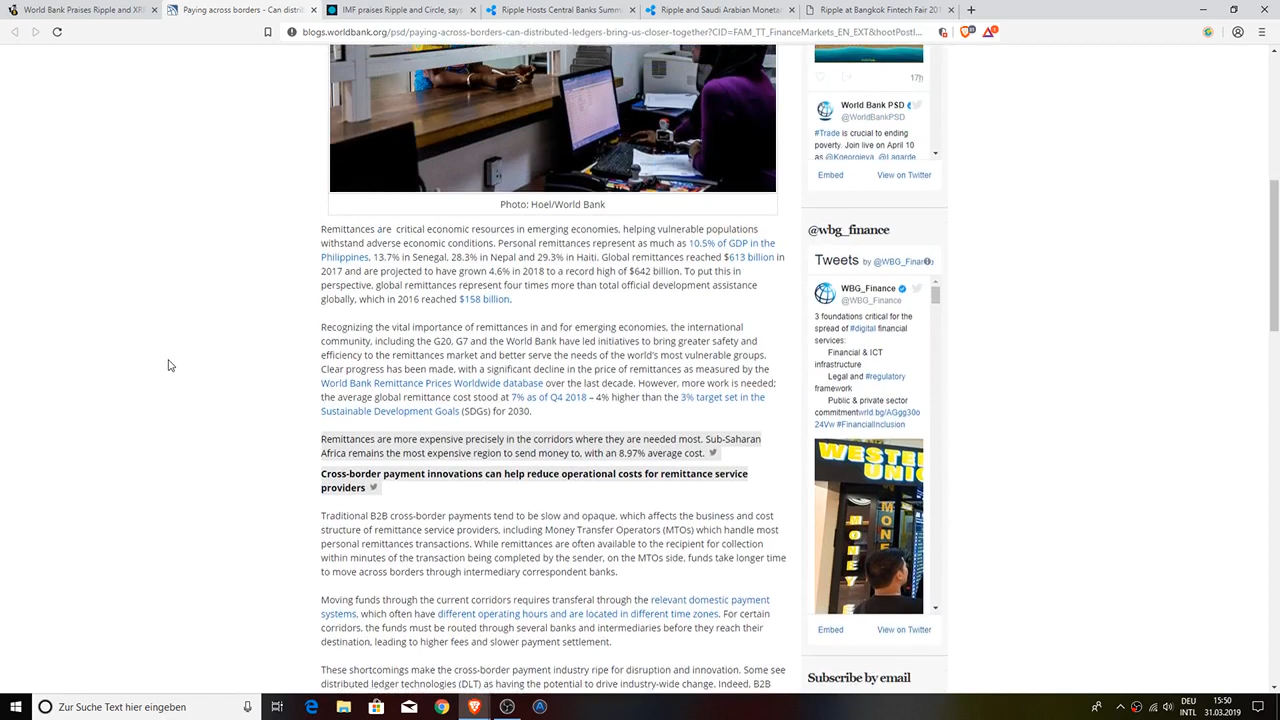 World Bank Praises Ripple and XR
Paying across borders - Can distri
IMF praises Ripple and Circle, says
Ripple Hosts Central Banks Summ
Ripple and Saudi Arabian Moneta
Ripple at Bangkok Fintech Fair 201
blogs.worldbank.org/psd/paying-across-borders-can-distributed-ledgers-bring-us-closer-together?CID=FAM_TT_FinanceMarkets_EN_EXT&hootPostI...
17h
Photo: Hoel/World Bank
Remittances are critical economic resources in emerging economies, helping vulnerable populations
withstand adverse economic conditions. Personal remittances represent as much as 10.5% of GDP in the
Philippines, 13.7% in Senegal, 28.3% in Nepal and 29.3% in Haiti. Global remittances reached $613 billion in
2017 and are projected to have grown 4.6% in 2018 to a record high of $642 billion. To put this in
perspective, global remittances represent four times more than total official development assistance
globally, which in 2016 reached $158 billion.
Recognizing the vital importance of remittances in and for emerging economies, the international
community, including the G20, G7 and the World Bank have led initiatives to bring greater safety and
efficiency to the remittances market and better serve the needs of the world's most vulnerable groups.
Clear progress has been made, with a significant decline in the price of remittances as measured by the
World Bank Remittance Prices Worldwide database over the last decade. However, more work is needed;
the average global remittance cost stood at 7% as of Q4 2018 – 4% higher than the 3% target set in the
Sustainable Development Goals (SDGs) for 2030.
Remittances are more expensive precisely in the corridors where they are needed most. Sub-Saharan
Africa remains the most expensive region to send money to, with an 8.97% average cost.
Cross-border payment innovations can help reduce operational costs for remittance service
providers
Traditional B2B cross-border payments tend to be slow and opaque, which affects the business and cost
structure of remittance service providers, including Money Transfer Operators (MTOs) which handle most
personal remittances transactions. While remittances are often available to the recipient for collection
within minutes of the transaction being completed by the sender, on the MTOs side, funds take longer time
to move across borders through intermediary correspondent banks.
Moving funds through the current corridors requires transferal through the relevant domestic payment
systems, which often have different operating hours and are located in different time zones. For certain
corridors, the funds must be routed through several banks and intermediaries before they reach their
destination, leading to higher fees and slower payment settlement.
These shortcomings make the cross-border payment industry ripe for disruption and innovation. Some see
distributed ledger technologies (DLT) as having the potential to drive industry-wide change. Indeed, B2B
World Bank PSD
@WorldBankPSD
#Trade is crucial to ending
poverty. Join live on April 10
as @Kgeorgieva, @Lagarde
Embed
View on Twitter
@wbg_finance
Tweets by @WBG_Finance
WBG_Finance
@WBG_Finance
3 foundations critical for the
spread of #digital financial
services:
Financial & ICT
infrastructure
Legal and #regulatory
framework
Public & private sector
commitmentwrld.bg/AGgg30o
24Vw #FinancialInclusion
WESTERN
UNI
MONEY
MONE
Embed
View on Twitter
Subscribe by email
Zur Suche Text hier eingeben
DEU
INTL
15:50
31.03.2019